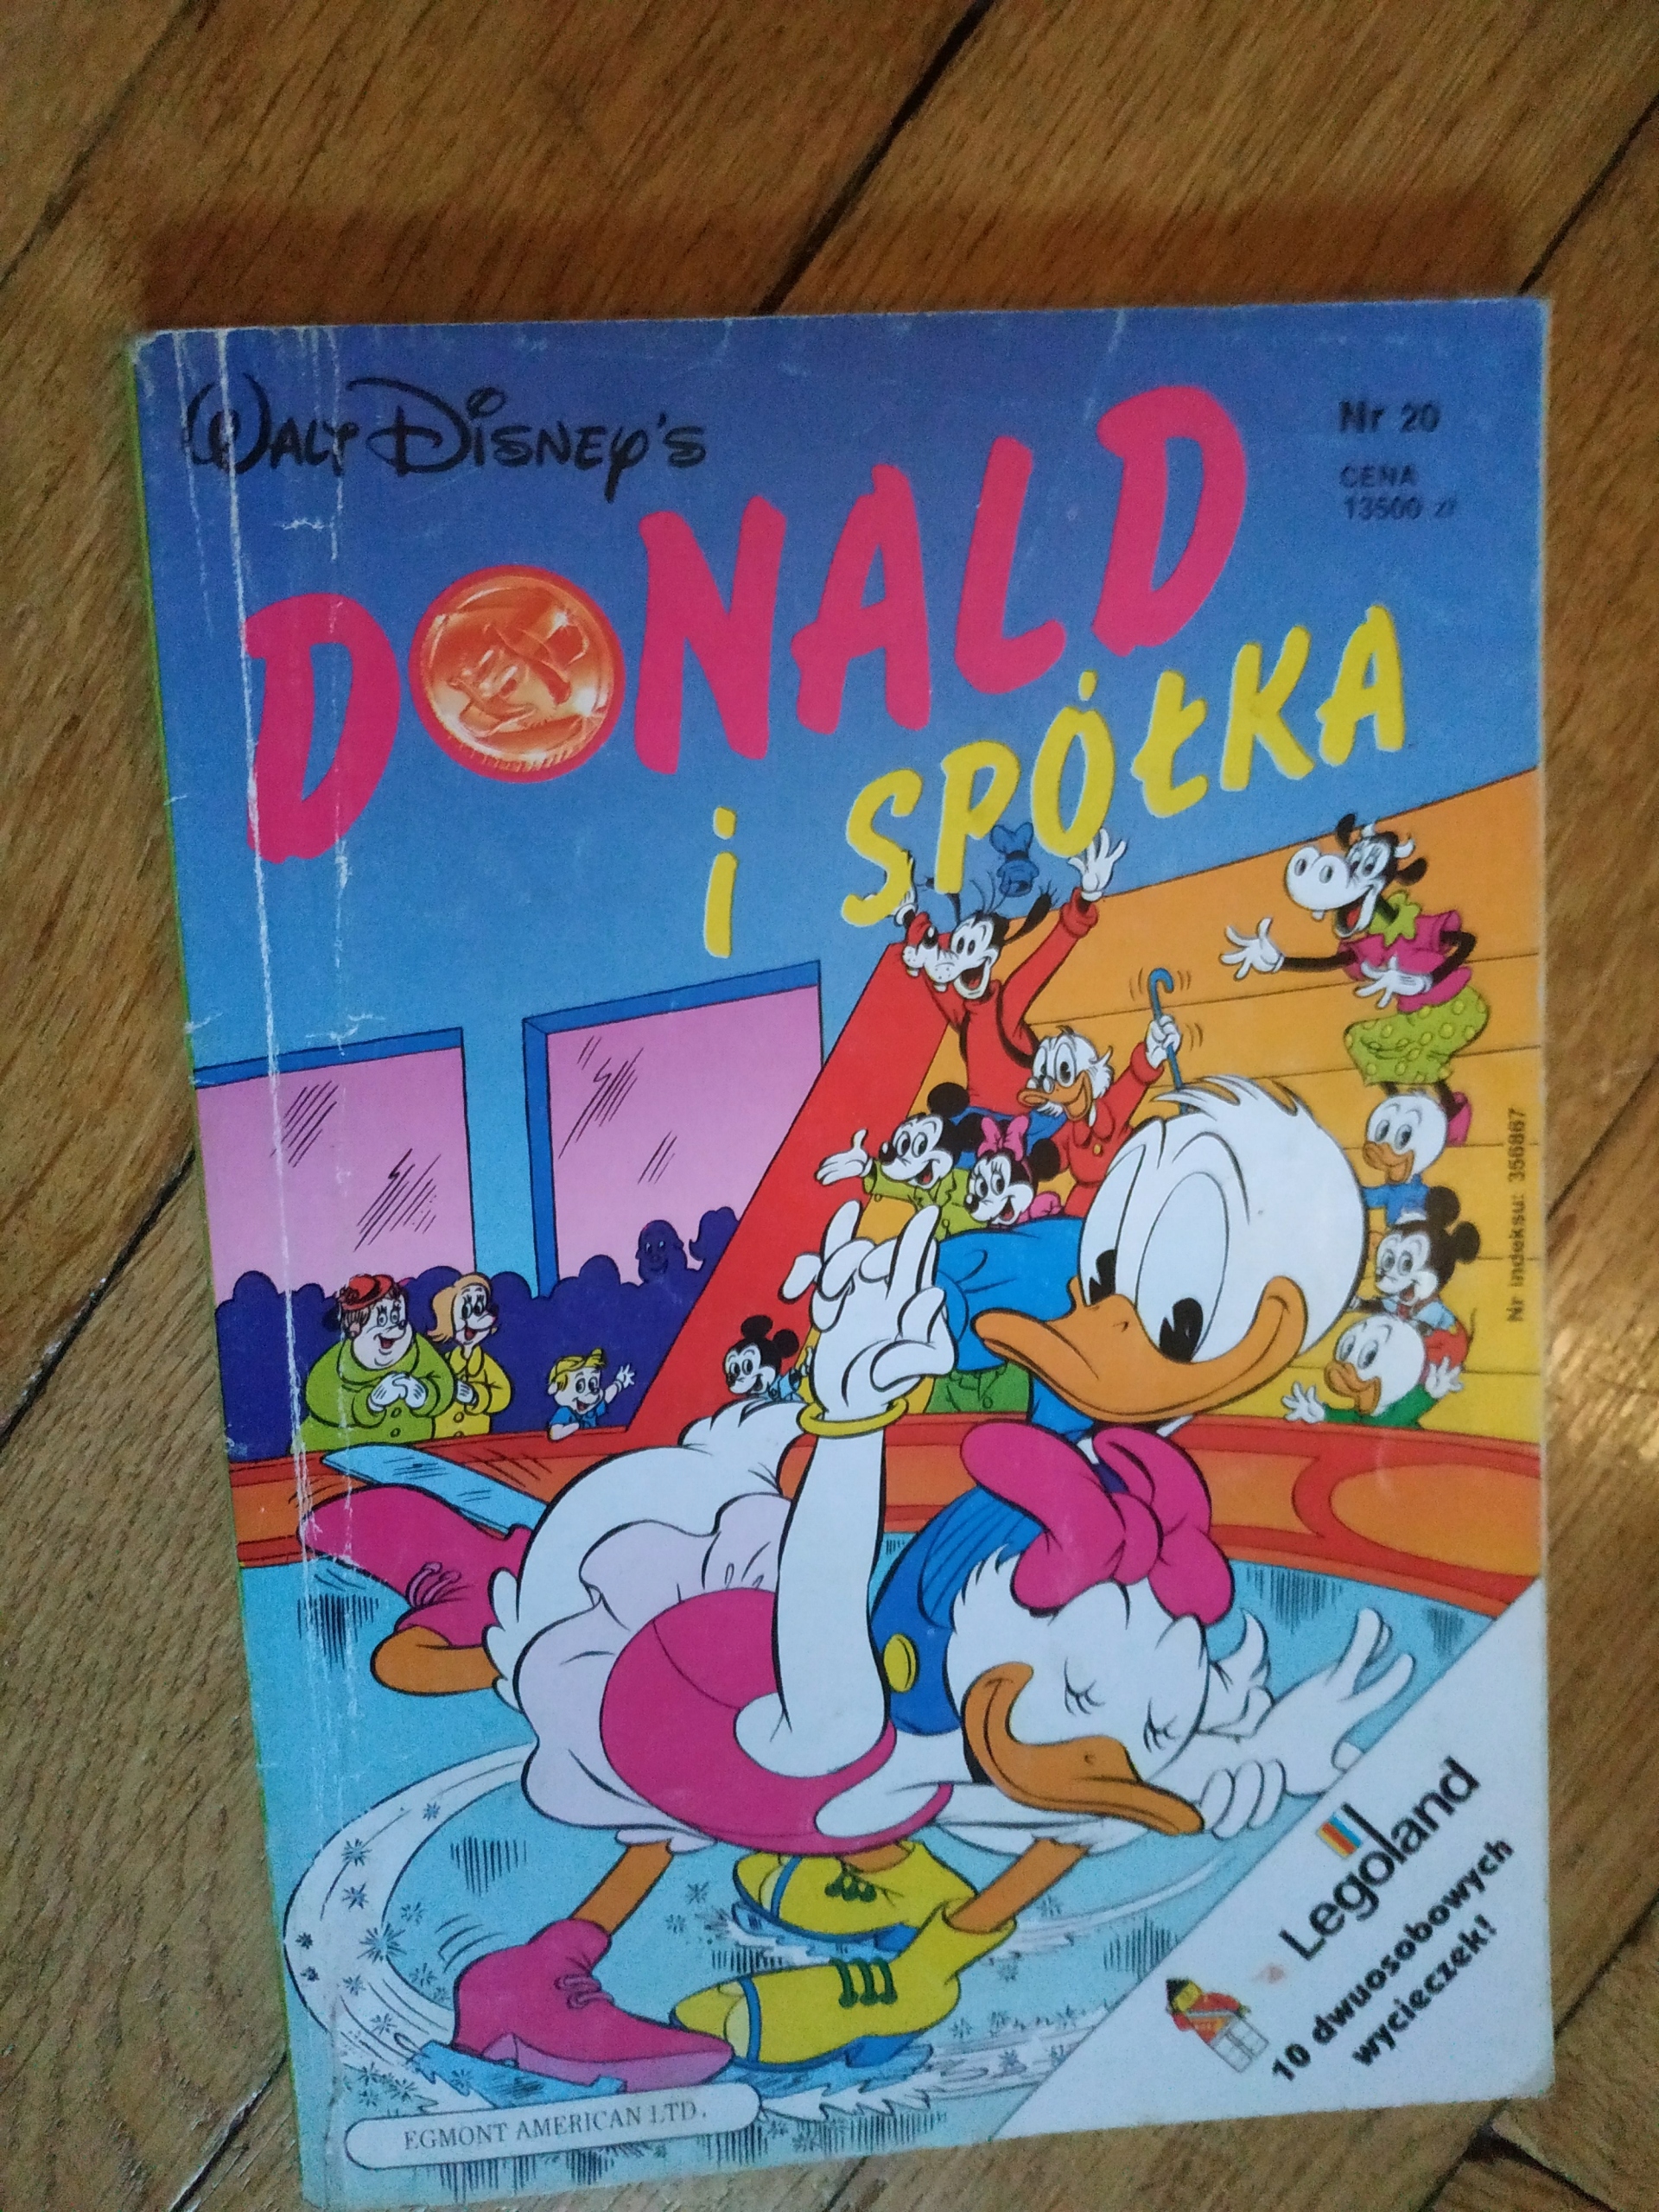 WALT DISNEY'S
Nr 20
CENA
13500 zł
DONALD
i SPÓŁKA
Nr indeksu: 356867
Legoland
10 dwuosobowych
wycieczek!
EGMONT AMERICAN LTD.